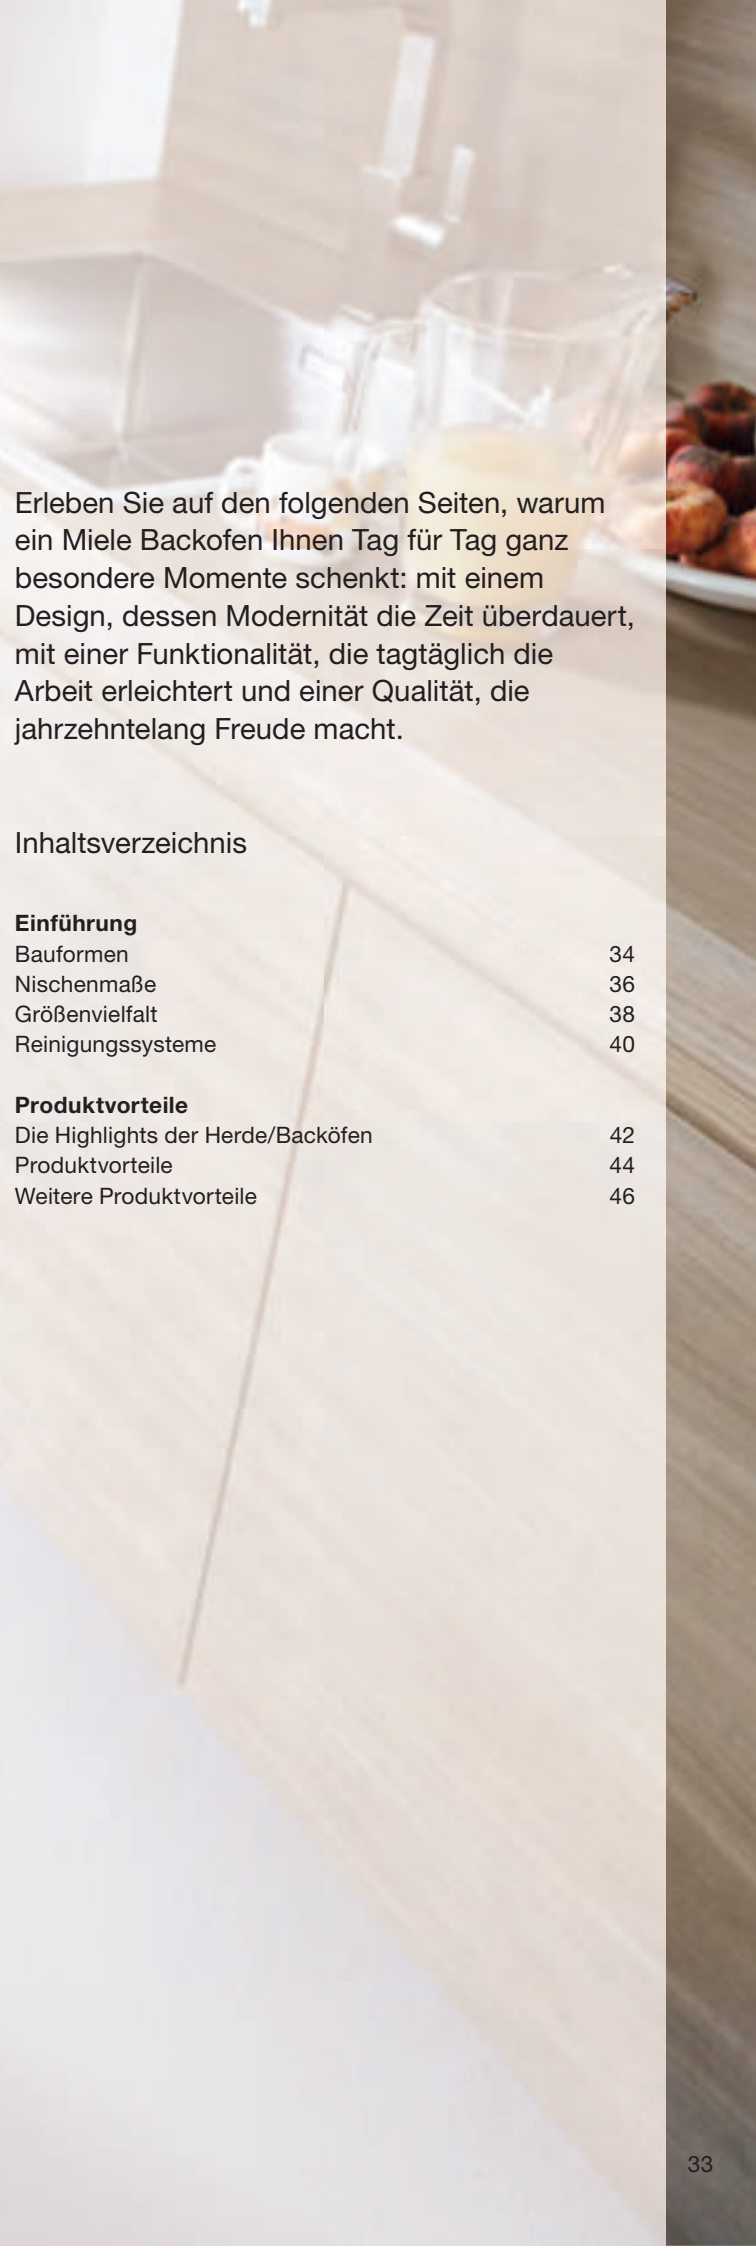 Erleben Sie auf den folgenden Seiten, warum
ein Miele Backofen Ihnen Tag für Tag ganz
besondere Momente schenkt: mit einem
Design, dessen Modernität die Zeit überdauert,
mit einer Funktionalität, die tagtäglich die
Arbeit erleichtert und einer Qualität, die
jahrzehntelang Freude macht.
Inhaltsverzeichnis
Einführung
Bauformen 34
Nischenmaße 36
Größenvielfalt 38
Reinigungssysteme 40
Produktvorteile
Die Highlights der Herde/Backöfen 42
Produktvorteile 44
Weitere Produktvorteile 46
33